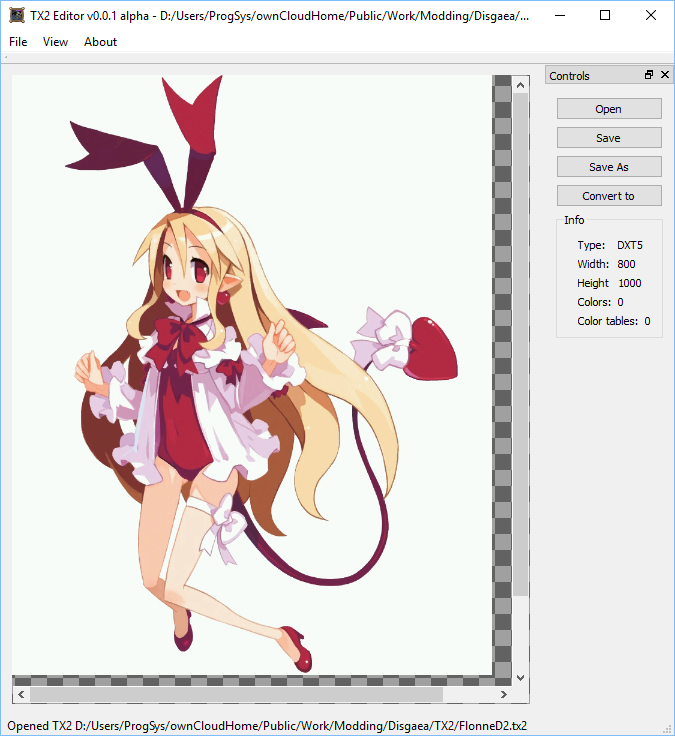 TX2 Editor v0.0.1 alpha - D:/Users/ProgSys/ownCloudHome/Public/Work/Modding/Disgaea/...
File View About
Controls
Open
Save
Save As
Convert to
Info
Type: DXT5
Width: 800
Height 1000
Colors: 0
Color tables: 0
Opened TX2 D:/Users/ProgSys/ownCloudHome/Public/Work/Modding/Disgaea/TX2/FlonneD2.tx2